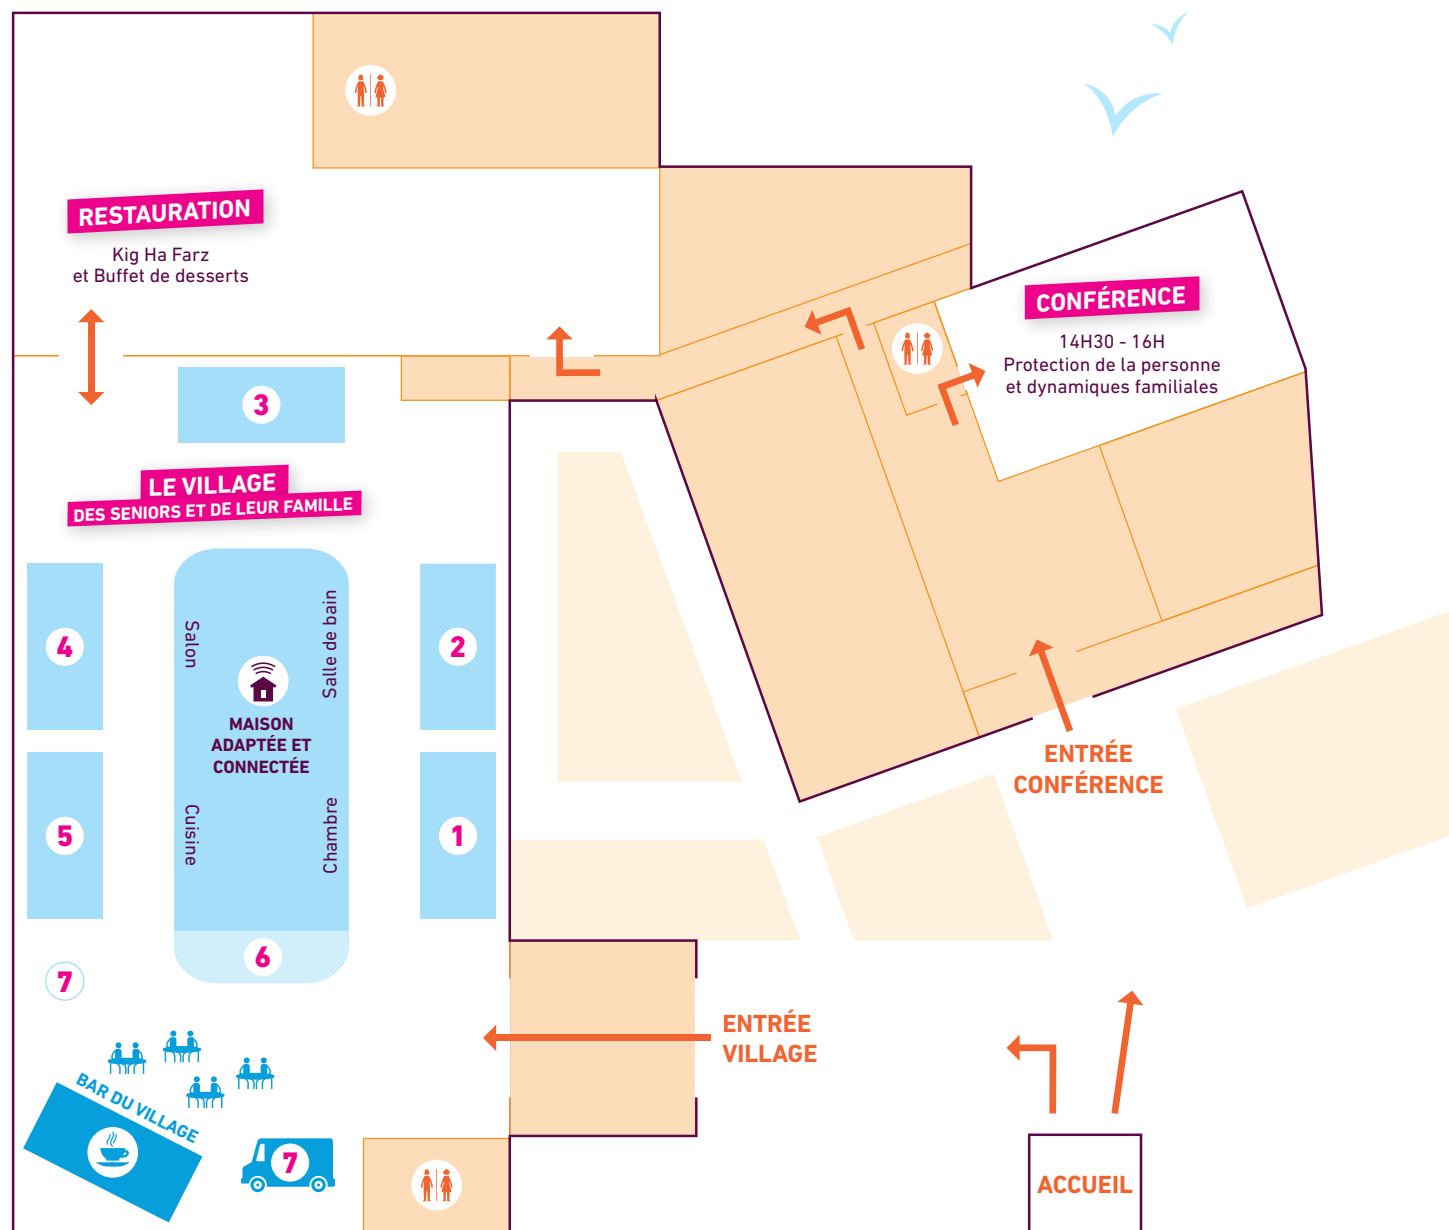 RESTAURATION
Kig Ha Farz
et Buffet de desserts
CONFÉRENCE
14H30 - 16H
Protection de la personne
et dynamiques familiales
3
LE VILLAGE
DES SENIORS ET DE LEUR FAMILLE
4
Salon
Salle de bain
2
MAISON
ADAPTÉE ET
CONNECTÉE
ENTRÉE
CONFÉRENCE
5
Cuisine
Chambre
1
6
7
ENTRÉE
VILLAGE
BAR DU VILLAGE
7
ACCUEIL